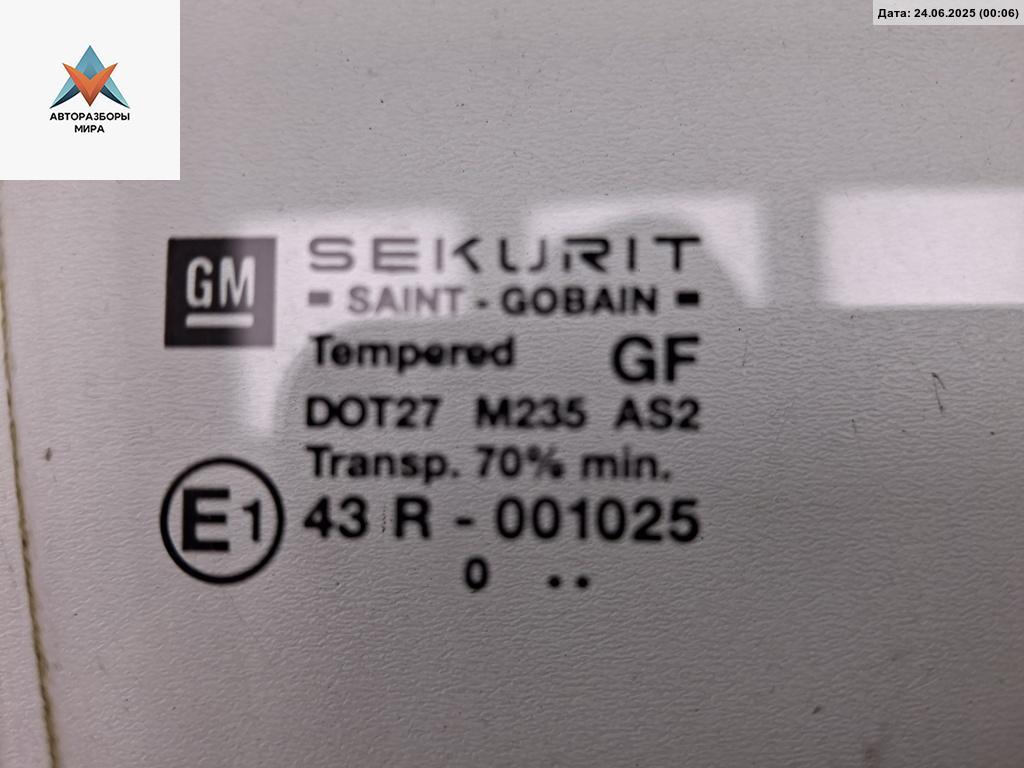 Дата: 24.06.2025 (00:06)
АВТОРАЗБОРЫ
МИРА
GM
SEKURIT
SAINT - GOBAIN
Tempered GF
DOT27 M235 AS2
Transp. 70% min.
E1 43 R - 001025
0 ..